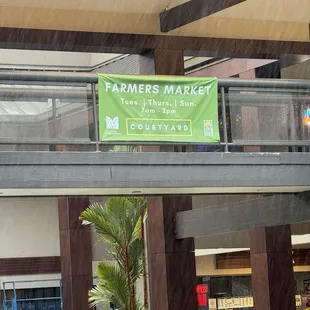 FARMERS MARKET
Tues. | Thurs. | Sun.
7am - 2pm
COURTYARD